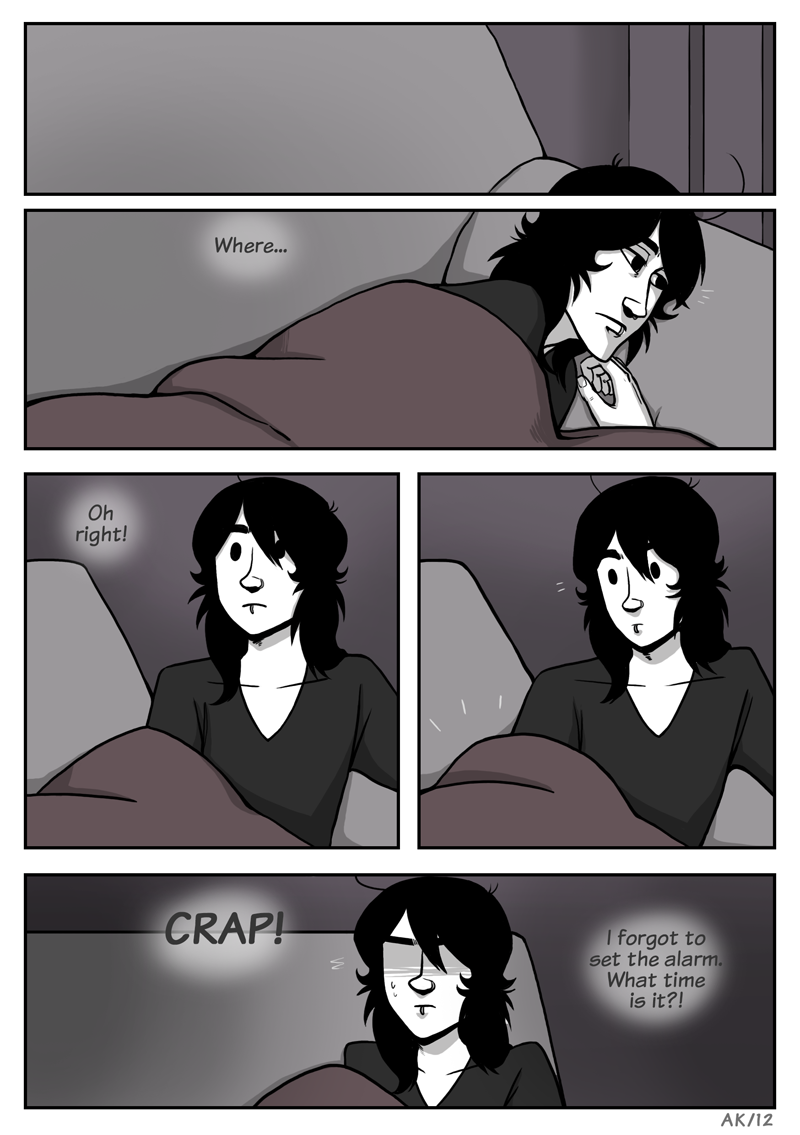 Where...
Oh
right!
CRAP!
I forgot to
set the alarm.
What time
is it?!
AK/12